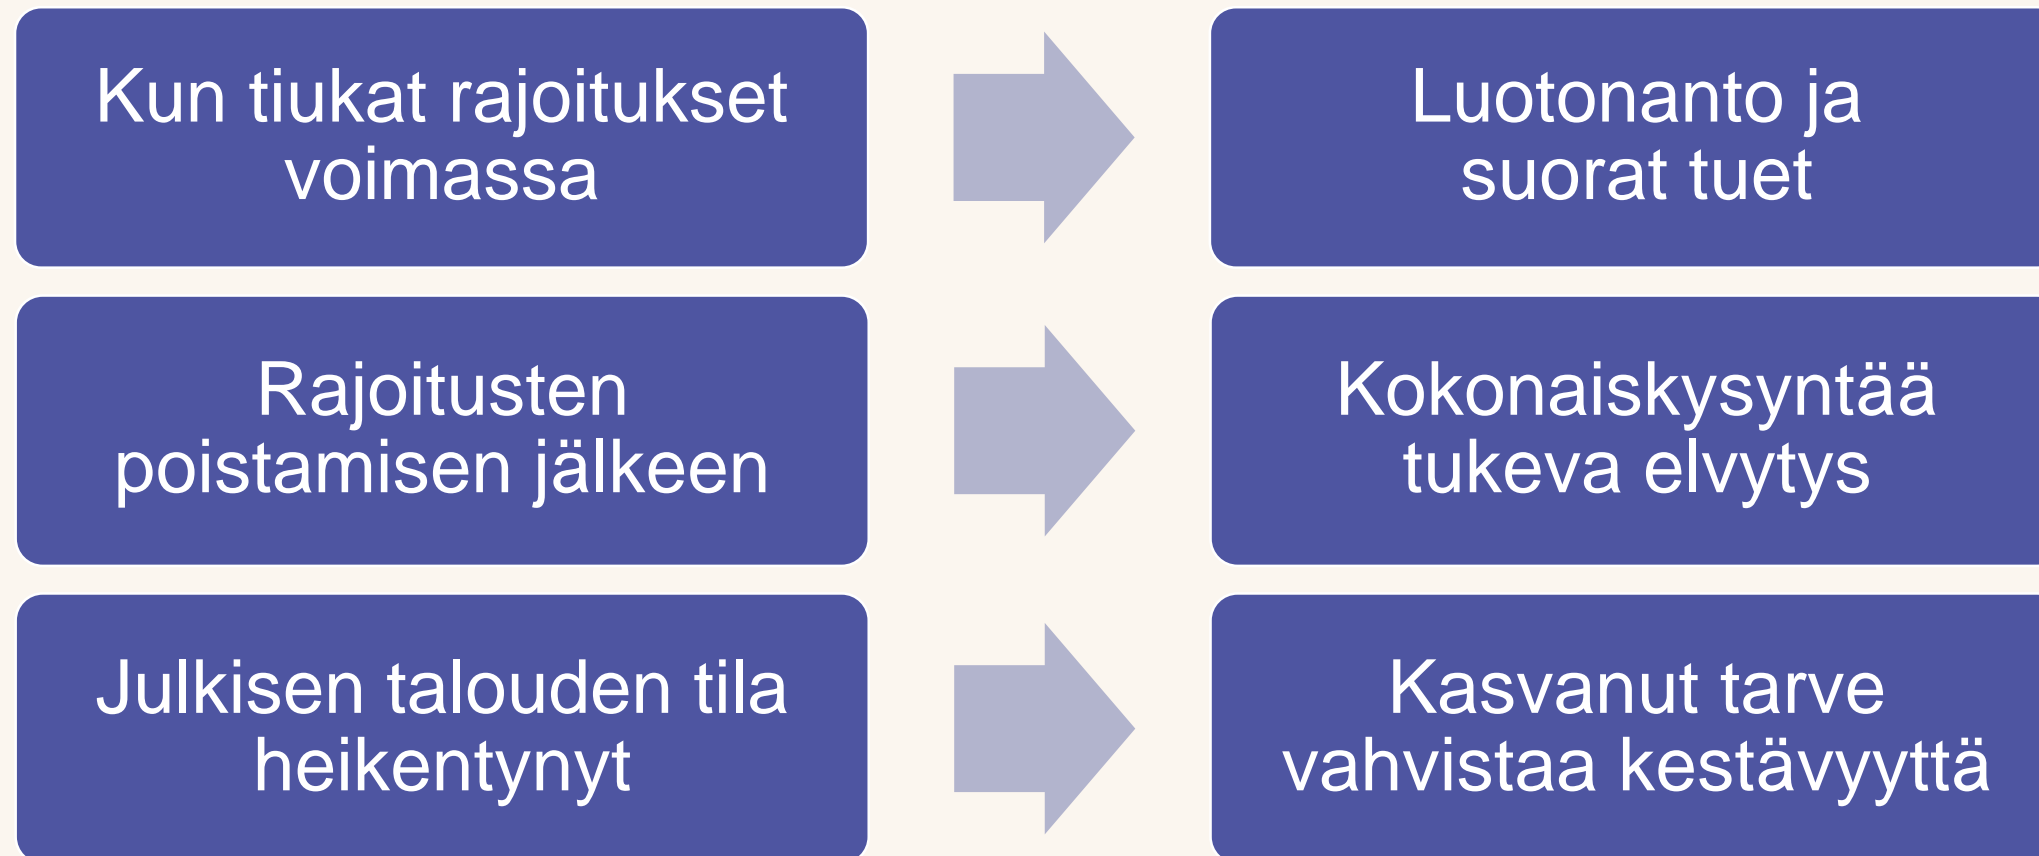 Kun tiukat rajoitukset
voimassa
Luotonanto ja
suorat tuet
Rajoitusten
poistamisen jälkeen
Kokonaiskysyntää
tukeva elvytys
Julkisen talouden tila
heikentynyt
Kasvanut tarve
vahvistaa kestävyyttä